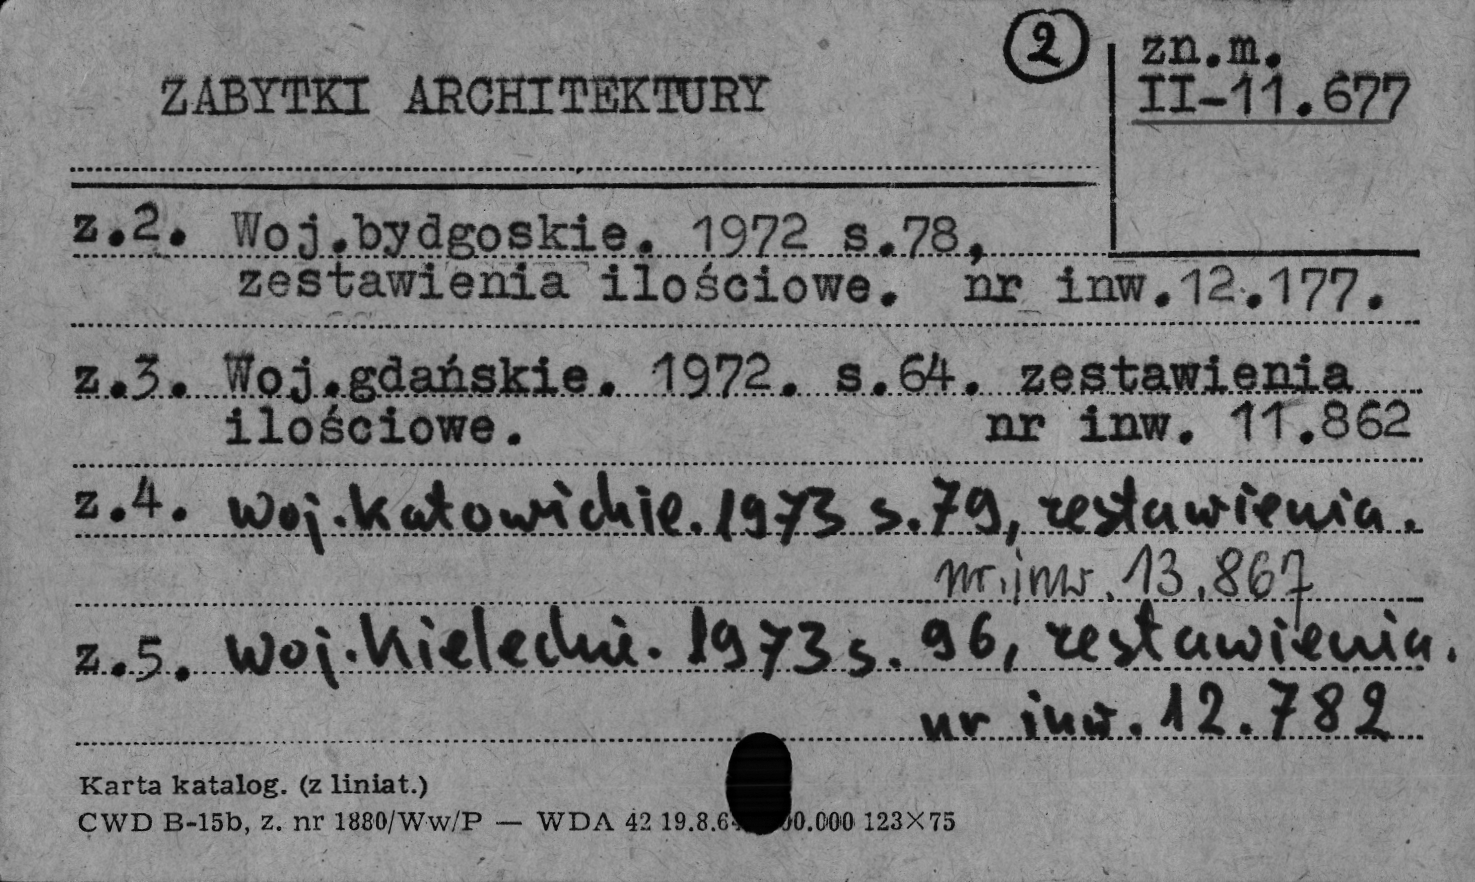 2
zn.m.
II-11.677
ZABYTKI ARCHITEKTURY
z.2. Woj.bydgoskie. 1972 s.78,
zestawienia ilościowe. nr inw.12.177.
z.3. Woj.gdańskie. 1972. s.64. zestawienia
ilościowe. nr inw. 11.862
z.4. woj.katowickie. 1973 s.79, zestawienia.
nr.inw. 13.867
z.5. woj.kieleckie. 1973 s. 96, zestawienia.
nr inw. 12.782
Karta katalog. (z liniat.)
CWD B-15b, z. nr 1880/Ww/P — WDA 42 19.8.6 00.000 123×75